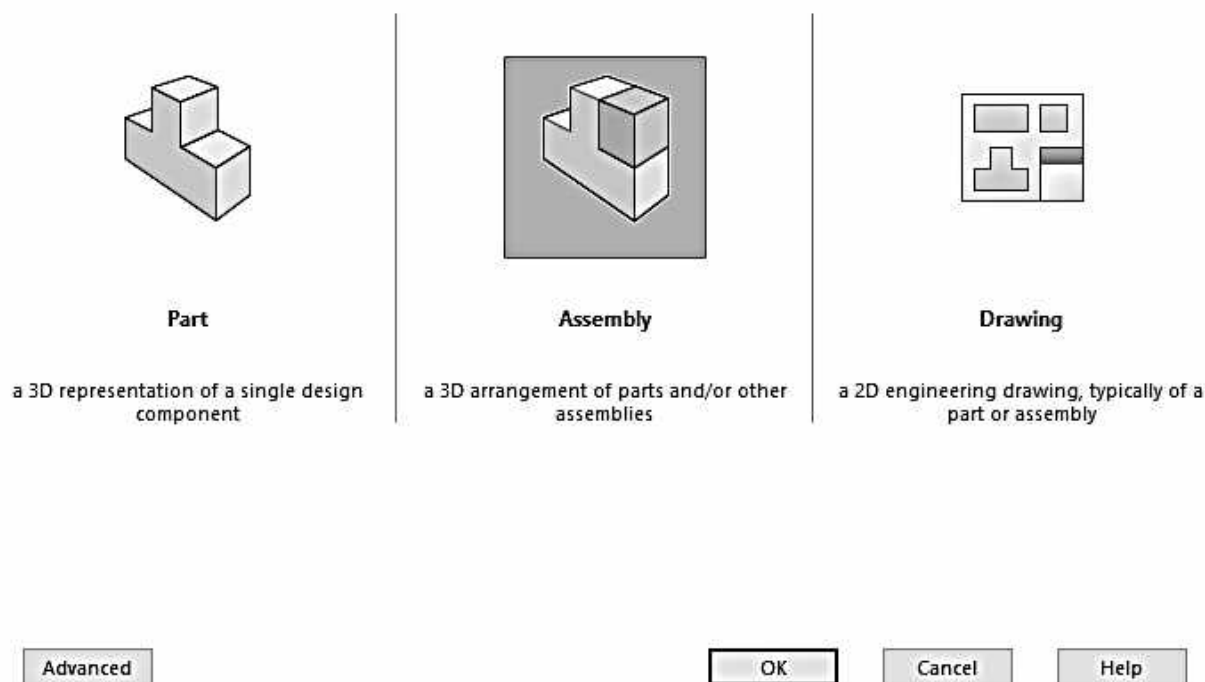 Part
a 3D representation of a single design
component
Assembly
a 3D arrangement of parts and/or other
assemblies
Drawing
a 2D engineering drawing, typically of a
part or assembly
Advanced
OK
Cancel
Help